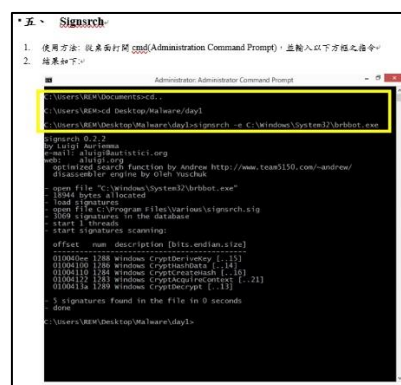 五、 Signsrch
1. 使用方法: 從桌面打開 cmd(Administration Command Prompt)，並輸入以下方框之指令
2. 結果如下:
Administrator: Administrator Command Prompt
C:\Users\REM\Documents>cd..
C:\Users\REM>cd Desktop/Malware/day1
C:\Users\REM\Desktop\Malware\day1>signsrch -e C:\Windows\System32\brbbot.exe
Signsrch 0.2.2
by Luigi Auriemma
e-mail: aluigi@autistici.org
web: aluigi.org
optimized search function by Andrew http://www.team5150.com/~andrew/
disassembler engine by Oleh Yuschuk
- open file "C:\Windows\System32\brbbot.exe"
- 18944 bytes allocated
- load signatures
- open file C:\Program Files\Various\signsrch.sig
- 3069 signatures in the database
- start 1 threads
- start signatures scanning:
offset num description [bits.endian.size]
010040ee 1288 Windows CryptDeriveKey [..15]
01004100 1286 Windows CryptHashData [..14]
01004110 1284 Windows CryptCreateHash [..16]
01004122 1283 Windows CryptAcquireContext [..21]
0100413a 1289 Windows CryptDecrypt [..13]
- 5 signatures found in the file in 0 seconds
- done
C:\Users\REM\Desktop\Malware\day1>